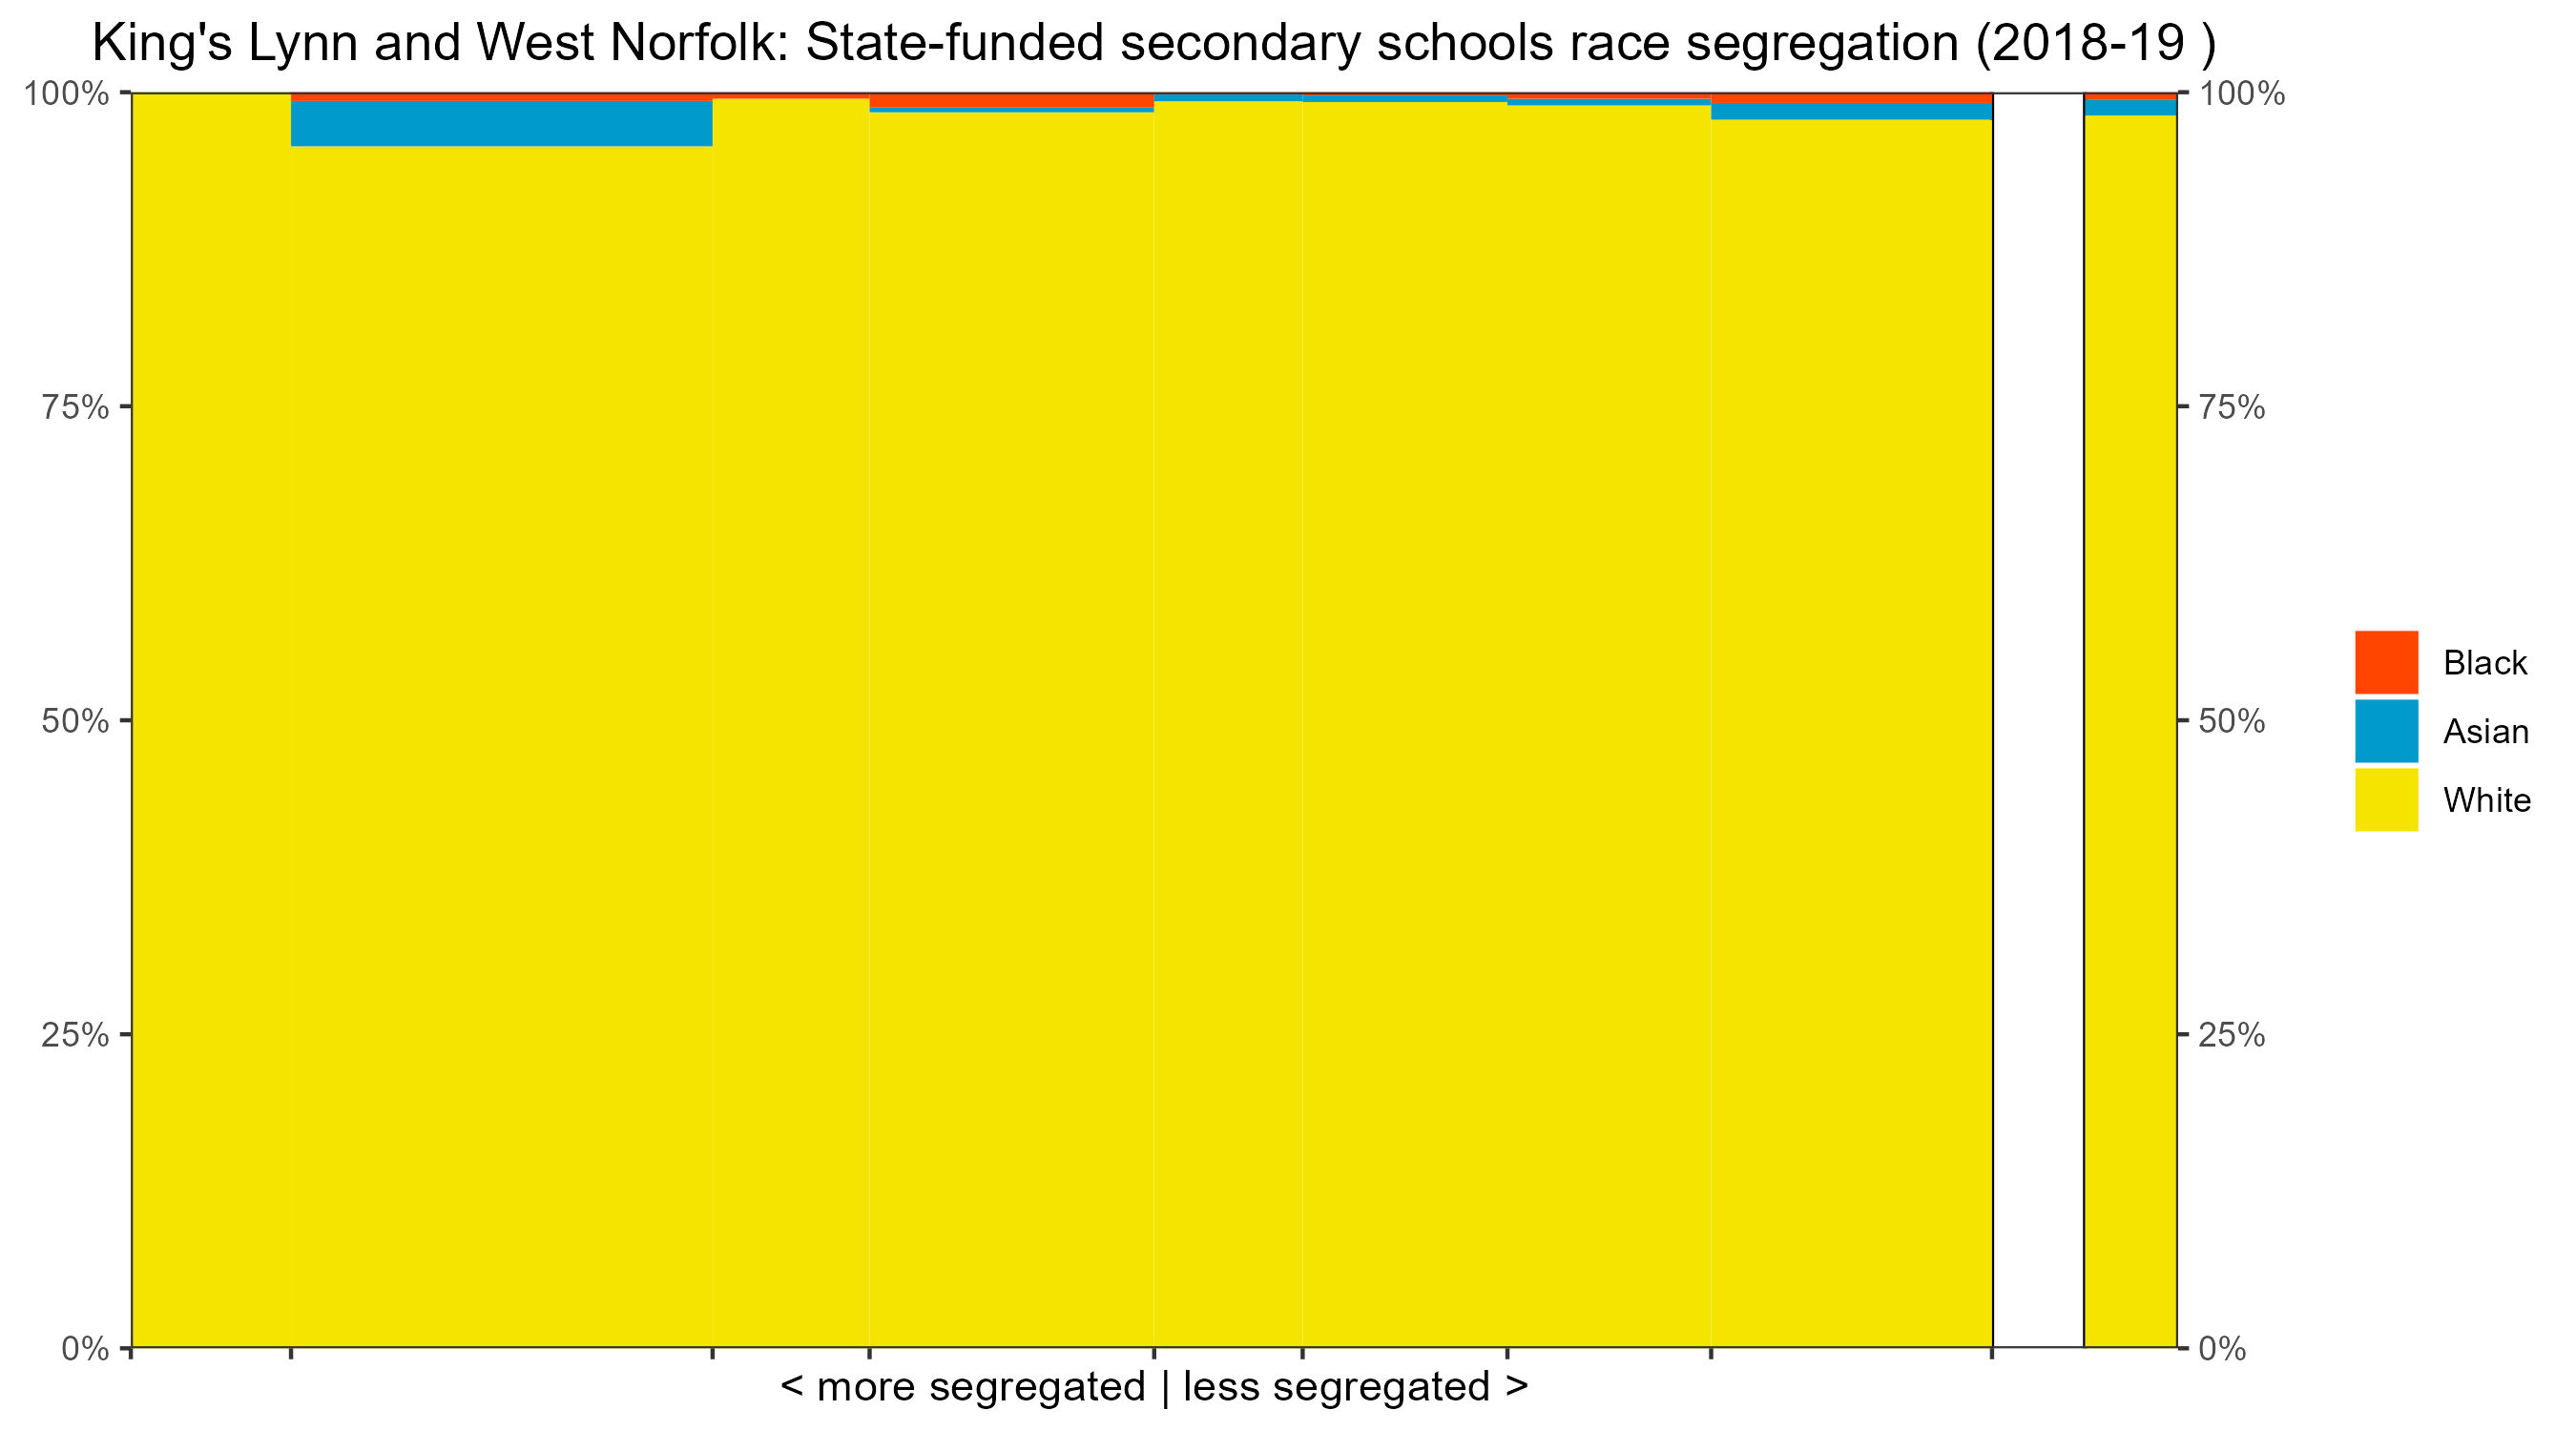 King's Lynn and West Norfolk: State-funded secondary schools race segregation (2018-19 )
100%
75%
50%
25%
0%
100%
75%
50%
25%
0%
< more segregated | less segregated >
Black
Asian
White